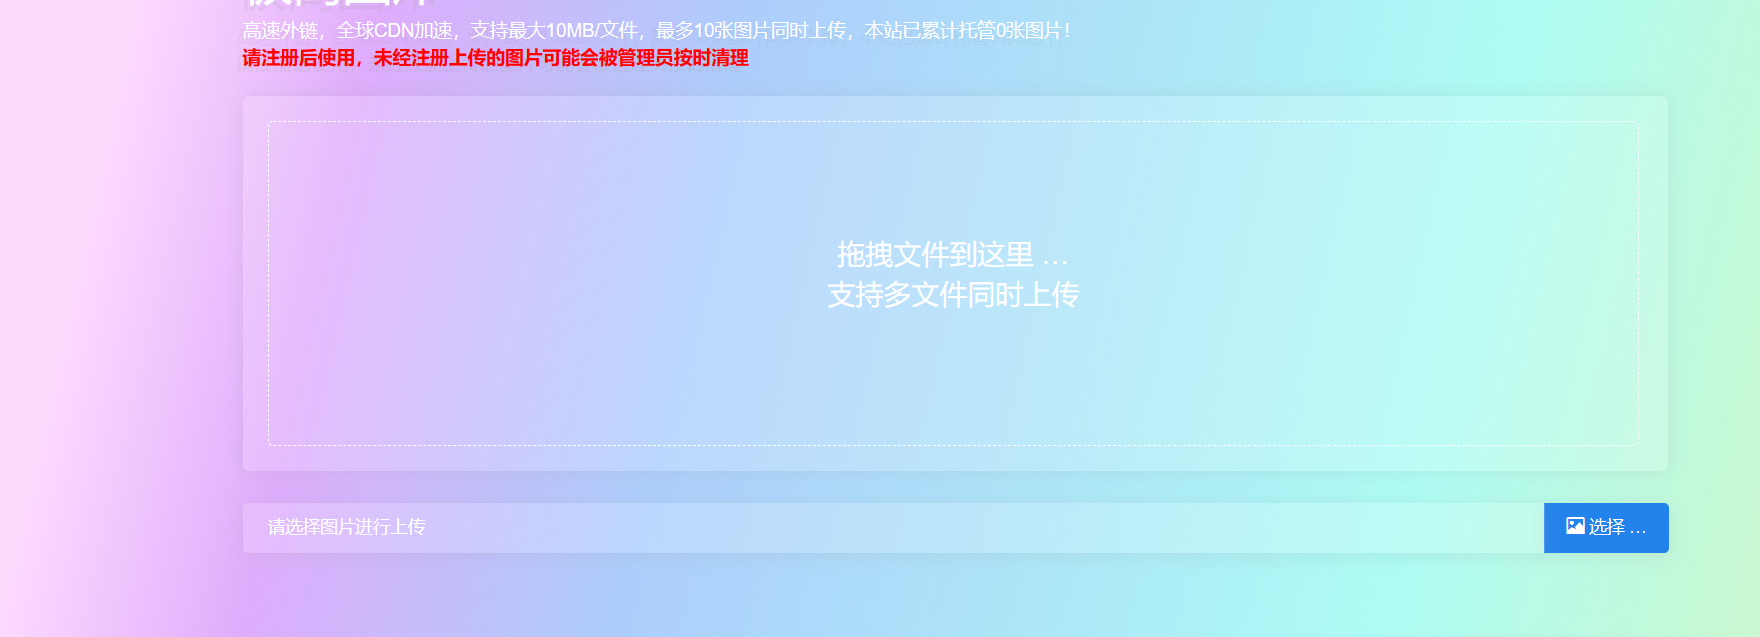 高速外链，全球CDN加速，支持最大10MB/文件，最多10张图片同时上传，本站已累计托管0张图片！
请注册后使用，未经注册上传的图片可能会被管理员按时清理
拖拽文件到这里 …
支持多文件同时上传
请选择图片进行上传
选择 …